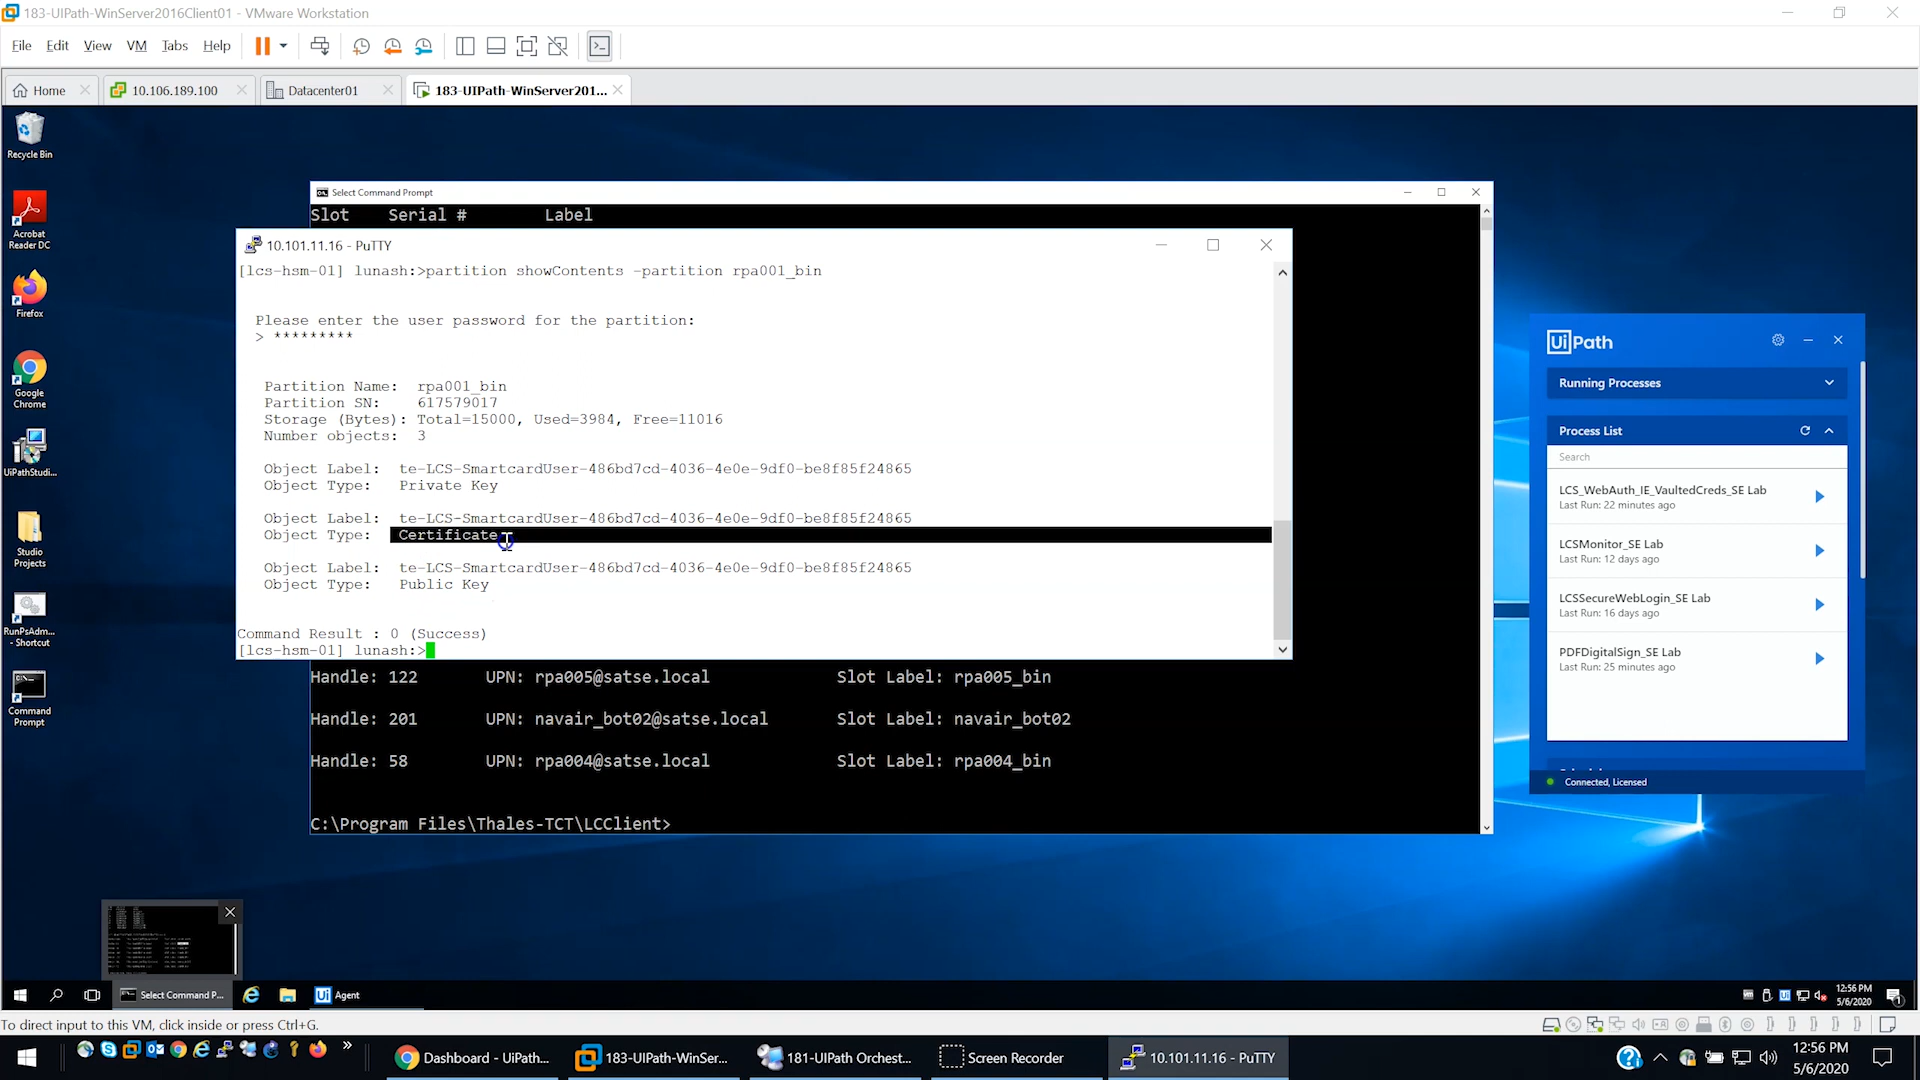 183-UIPath-WinServer2016Client01 - VMware Workstation
File Edit View VM Tabs Help
Home
10.106.189.100
Datacenter01
183-UIPath-WinServer201...
Recycle Bin
Acrobat
Reader DC
Firefox
Google
Chrome
UiPathStudi...
Studio
Projects
RunPsAdm...
- Shortcut
Command
Prompt
Select Command Prompt
Slot Serial # Label
10.101.11.16 - PuTTY
[lcs-hsm-01] lunash:>partition showContents -partition rpa001_bin
Please enter the user password for the partition:
> *********
Partition Name: rpa001_bin
Partition SN: 617579017
Storage (Bytes): Total=15000, Used=3984, Free=11016
Number objects: 3
Object Label: te-LCS-SmartcardUser-486bd7cd-4036-4e0e-9df0-be8f85f24865
Object Type: Private Key
Object Label: te-LCS-SmartcardUser-486bd7cd-4036-4e0e-9df0-be8f85f24865
Object Type: Certificate
Object Label: te-LCS-SmartcardUser-486bd7cd-4036-4e0e-9df0-be8f85f24865
Object Type: Public Key
Command Result : 0 (Success)
[lcs-hsm-01] lunash:>
Handle: 122 UPN: rpa005@satse.local Slot Label: rpa005_bin
Handle: 201 UPN: navair_bot02@satse.local Slot Label: navair_bot02
Handle: 58 UPN: rpa004@satse.local Slot Label: rpa004_bin
C:\Program Files\Thales-TCT\LCClient>
UiPath
Running Processes
Process List
Search
LCS_WebAuth_IE_VaultedCreds_SE Lab
Last Run: 22 minutes ago
LCSMonitor_SE Lab
Last Run: 12 days ago
LCSSecureWebLogin_SE Lab
Last Run: 16 days ago
PDFDigitalSign_SE Lab
Last Run: 25 minutes ago
Connected, Licensed
Select Command P...
Ui Agent
12:56 PM
5/6/2020
To direct input to this VM, click inside or press Ctrl+G.
Dashboard - UiPath...
183-UIPath-WinSer...
181-UIPath Orchest...
Screen Recorder
10.101.11.16 - PuTTY
12:56 PM
5/6/2020